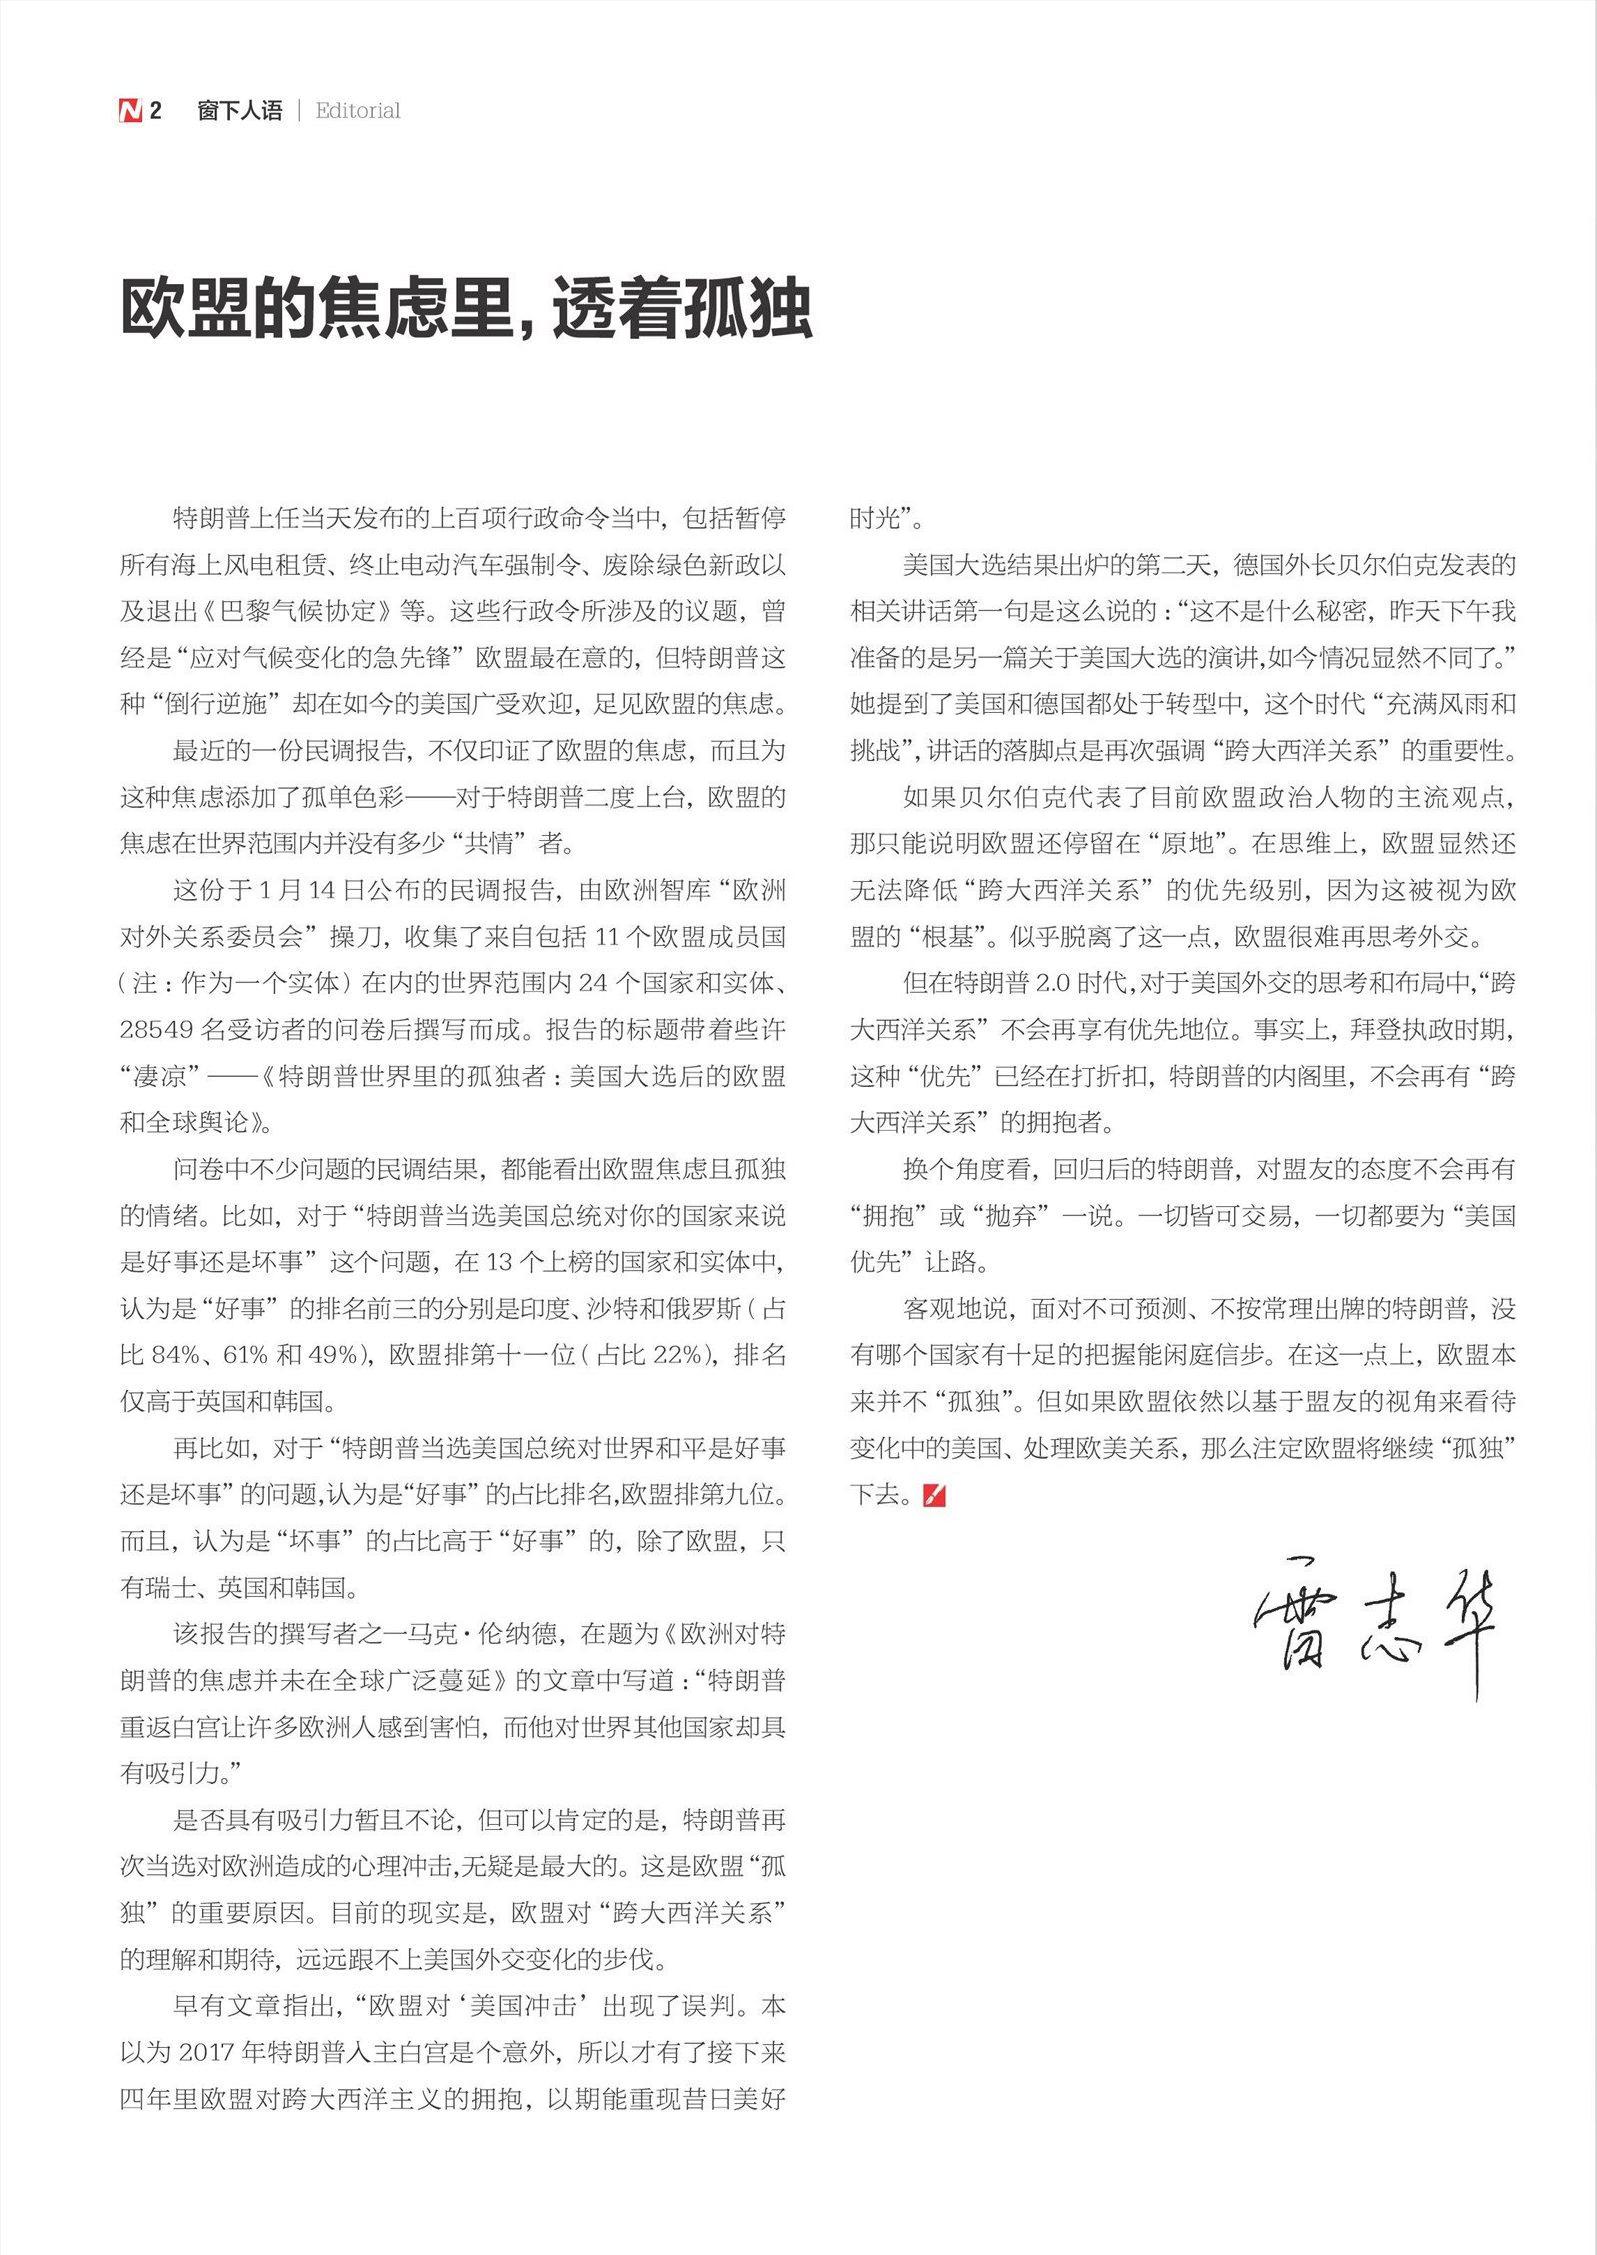 N 2 窗下人语 | Editorial
欧盟的焦虑里，透着孤独
特朗普上任当天发布的上百项行政命令当中，包括暂停
所有海上风电租赁、终止电动汽车强制令、废除绿色新政以
及退出《巴黎气候协定》等。这些行政令所涉及的议题，曾
经是“应对气候变化的急先锋”欧盟最在意的，但特朗普这
种“倒行逆施”却在如今的美国广受欢迎，足见欧盟的焦虑。
最近的一份民调报告，不仅印证了欧盟的焦虑，而且为
这种焦虑添加了孤单色彩——对于特朗普二度上台，欧盟的
焦虑在世界范围内并没有多少“共情”者。
这份于1月14日公布的民调报告，由欧洲智库“欧洲
对外关系委员会”操刀，收集了来自包括11个欧盟成员国
（注：作为一个实体）在内的世界范围内24个国家和实体、
28549名受访者的问卷后撰写而成。报告的标题带着些许
“凄凉”——《特朗普世界里的孤独者：美国大选后的欧盟
和全球舆论》。
问卷中不少问题的民调结果，都能看出欧盟焦虑且孤独
的情绪。比如，对于“特朗普当选美国总统对你的国家来说
是好事还是坏事”这个问题，在13个上榜的国家和实体中，
认为是“好事”的排名前三的分别是印度、沙特和俄罗斯（占
比84%、61%和49%），欧盟排第十一位（占比22%），排名
仅高于英国和韩国。
再比如，对于“特朗普当选美国总统对世界和平是好事
还是坏事”的问题，认为是“好事”的占比排名，欧盟排第九位。
而且，认为是“坏事”的占比高于“好事”的，除了欧盟，只
有瑞士、英国和韩国。
该报告的撰写者之一马克·伦纳德，在题为《欧洲对特
朗普的焦虑并未在全球广泛蔓延》的文章中写道：“特朗普
重返白宫让许多欧洲人感到害怕，而他对世界其他国家却具
有吸引力。”
是否具有吸引力暂且不论，但可以肯定的是，特朗普再
次当选对欧洲造成的心理冲击，无疑是最大的。这是欧盟“孤
独”的重要原因。目前的现实是，欧盟对“跨大西洋关系”
的理解和期待，远远跟不上美国外交变化的步伐。
早有文章指出，“欧盟对‘美国冲击’出现了误判。本
以为2017年特朗普入主白宫是个意外，所以才有了接下来
四年里欧盟对跨大西洋主义的拥抱，以期能重现昔日美好
时光”。
美国大选结果出炉的第二天，德国外长贝尔伯克发表的
相关讲话第一句是这么说的：“这不是什么秘密，昨天下午我
准备的是另一篇关于美国大选的演讲，如今情况显然不同了。”
她提到了美国和德国都处于转型中，这个时代“充满风雨和
挑战”，讲话的落脚点是再次强调“跨大西洋关系”的重要性。
如果贝尔伯克代表了目前欧盟政治人物的主流观点，
那只能说明欧盟还停留在“原地”。在思维上，欧盟显然还
无法降低“跨大西洋关系”的优先级别，因为这被视为欧
盟的“根基”。似乎脱离了这一点，欧盟很难再思考外交。
但在特朗普2.0时代，对于美国外交的思考和布局中，“跨
大西洋关系”不会再享有优先地位。事实上，拜登执政时期，
这种“优先”已经在打折扣，特朗普的内阁里，不会再有“跨
大西洋关系”的拥抱者。
换个角度看，回归后的特朗普，对盟友的态度不会再有
“拥抱”或“抛弃”一说。一切皆可交易，一切都要为“美国
优先”让路。
客观地说，面对不可预测、不按常理出牌的特朗普，没
有哪个国家有十足的把握能闲庭信步。在这一点上，欧盟本
来并不“孤独”。但如果欧盟依然以基于盟友的视角来看待
变化中的美国、处理欧美关系，那么注定欧盟将继续“孤独”
下去。
雷志华